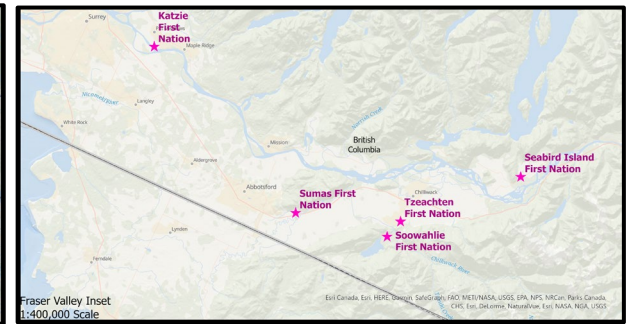 Surrey
Katzie
First
Nation
Maple Ridge
Langley
White Rock
Mission
British
Columbia
Aldergrove
Seabird Island
First Nation
Abbotsford
Sumas First
Nation
Chilliwack
Tzeachten
First Nation
Soowahlie
First Nation
Lynden
Ferndale
Chilliwack River
Fraser Valley Inset
1:400,000 Scale
Esri Canada, Esri, HERE, Garmin, SafeGraph, FAO, METI/NASA, USGS, EPA, NPS, NRCan, Parks Canada,
CHS, Esri, DeLorme, NaturalVue, Esri, NASA, NGA, USGS